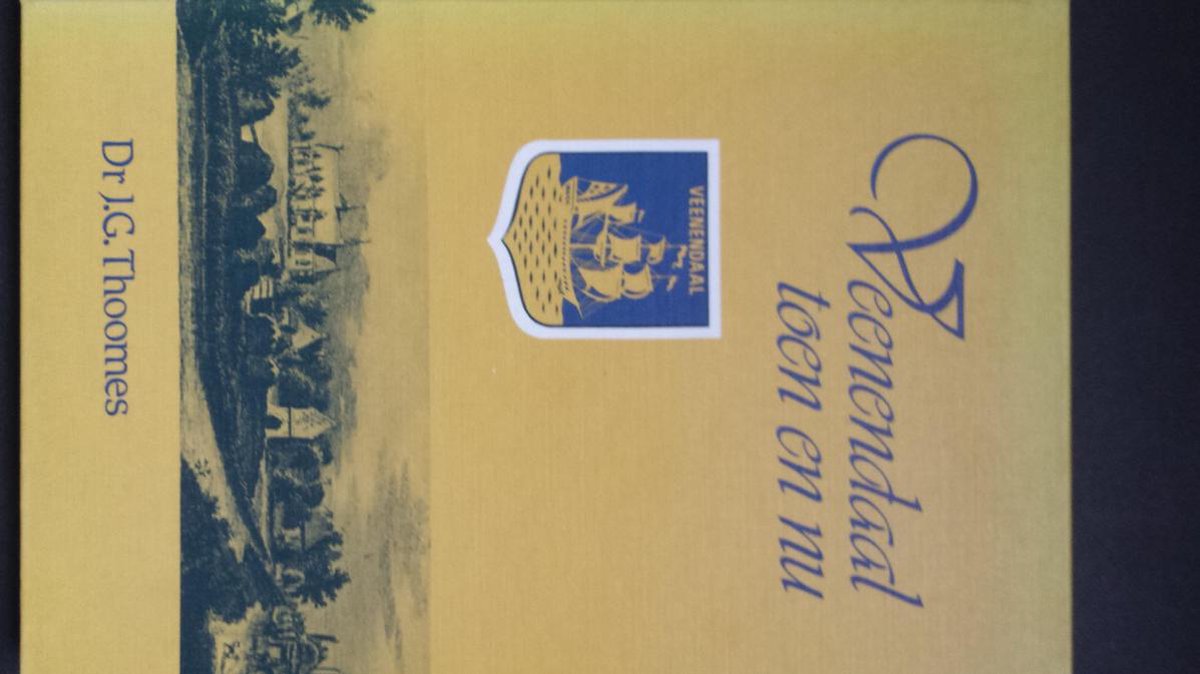 Veenendaal
toen en nu
VEENENDAAL
Dr J.G. Thoomes